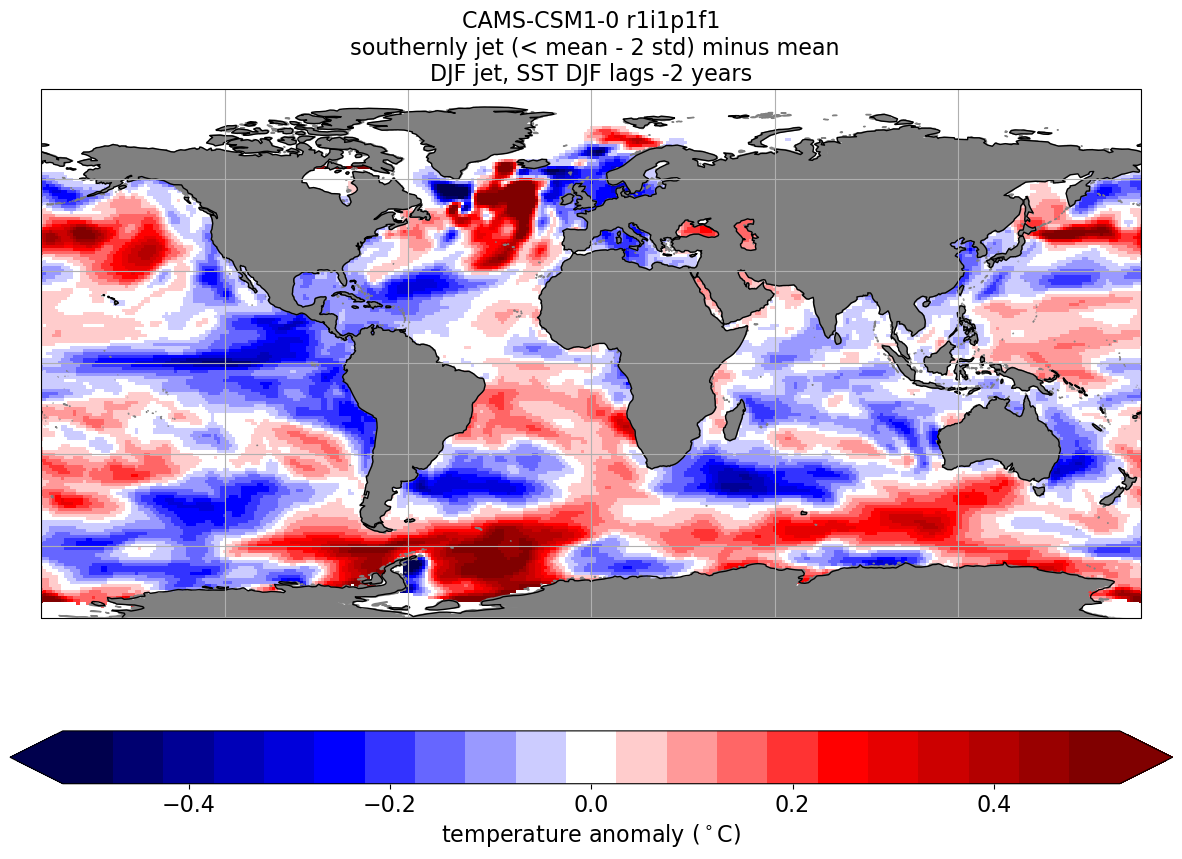 CAMS-CSM1-0 r1i1p1f1
southernly jet (< mean - 2 std) minus mean
DJF jet, SST DJF lags -2 years
−0.4 −0.2 0.0 0.2 0.4
temperature anomaly (°C)